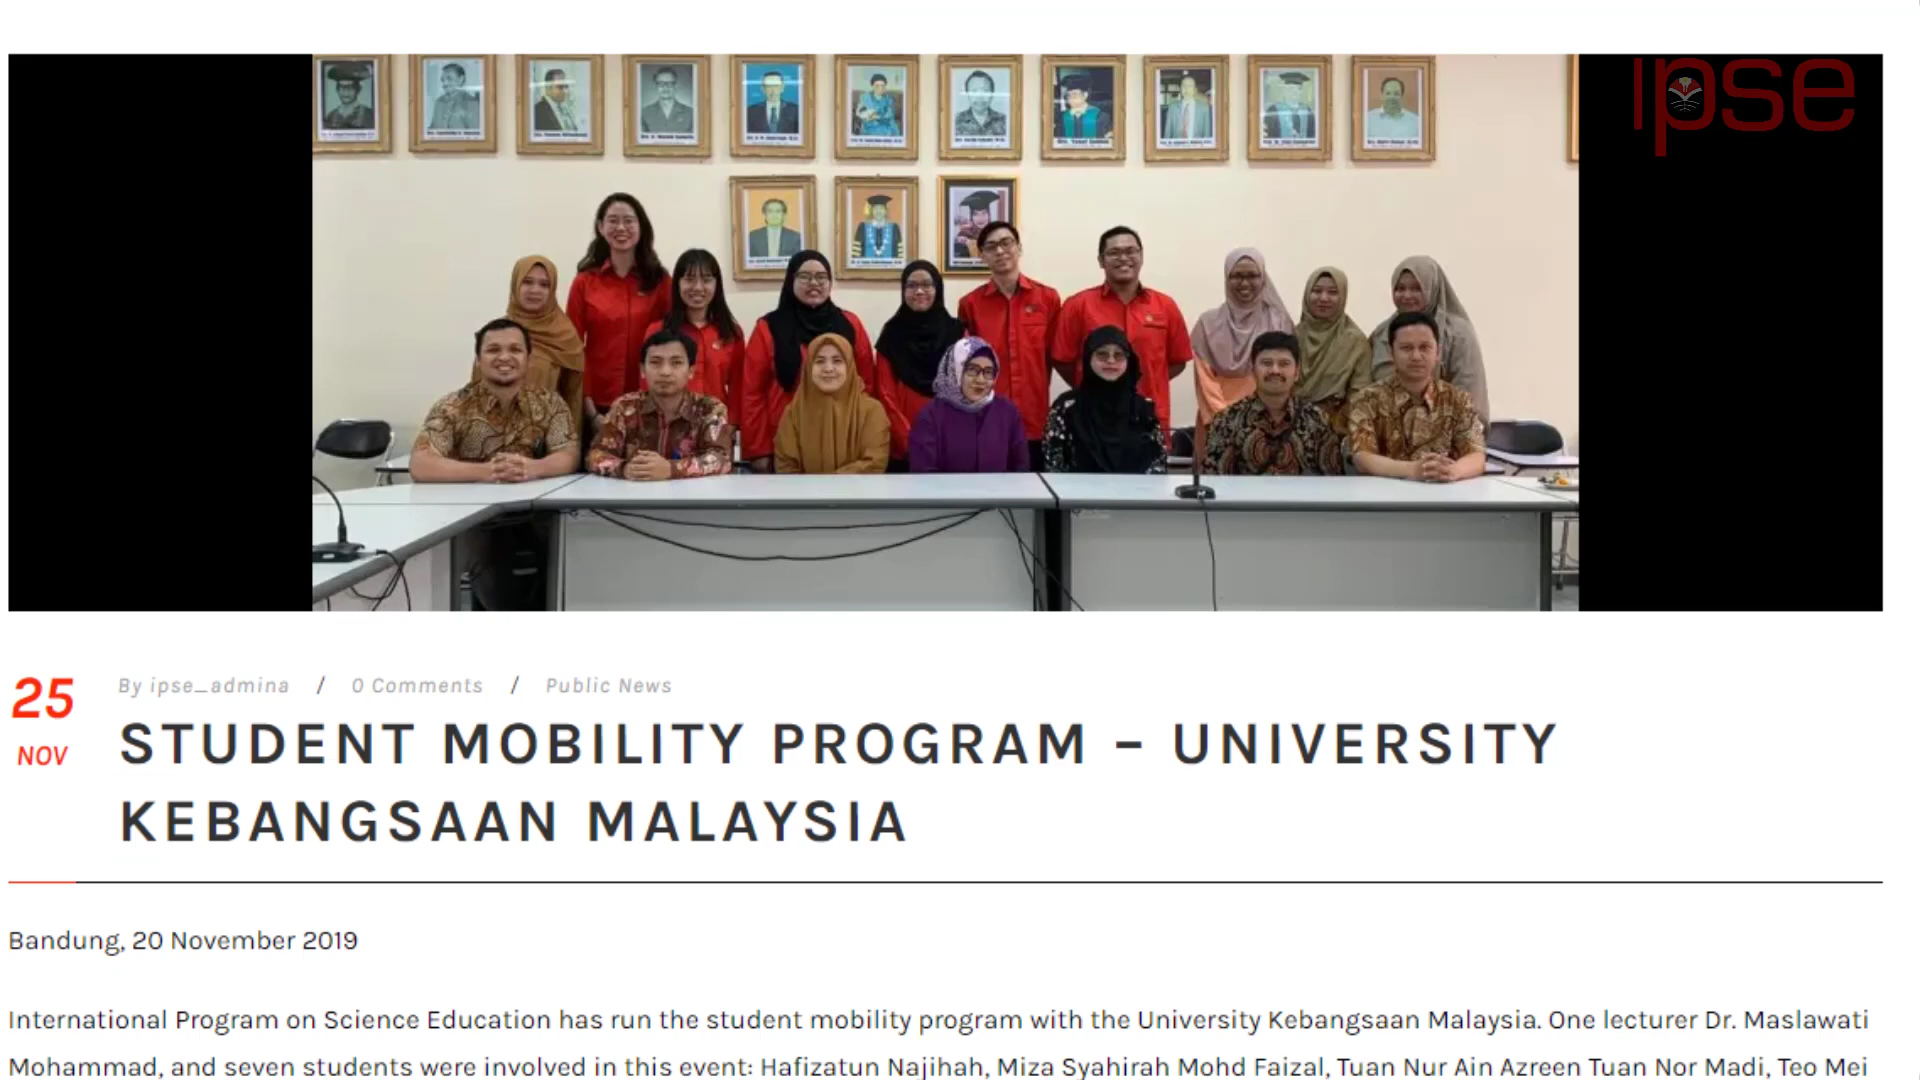 ipse
25
NOV
By ipse_admina / 0 Comments / Public News
STUDENT MOBILITY PROGRAM – UNIVERSITY
KEBANGSAAN MALAYSIA
Bandung, 20 November 2019
International Program on Science Education has run the student mobility program with the University Kebangsaan Malaysia. One lecturer Dr. Maslawati
Mohammad, and seven students were involved in this event: Hafizatun Najihah, Miza Syahirah Mohd Faizal, Tuan Nur Ain Azreen Tuan Nor Madi, Teo Mei